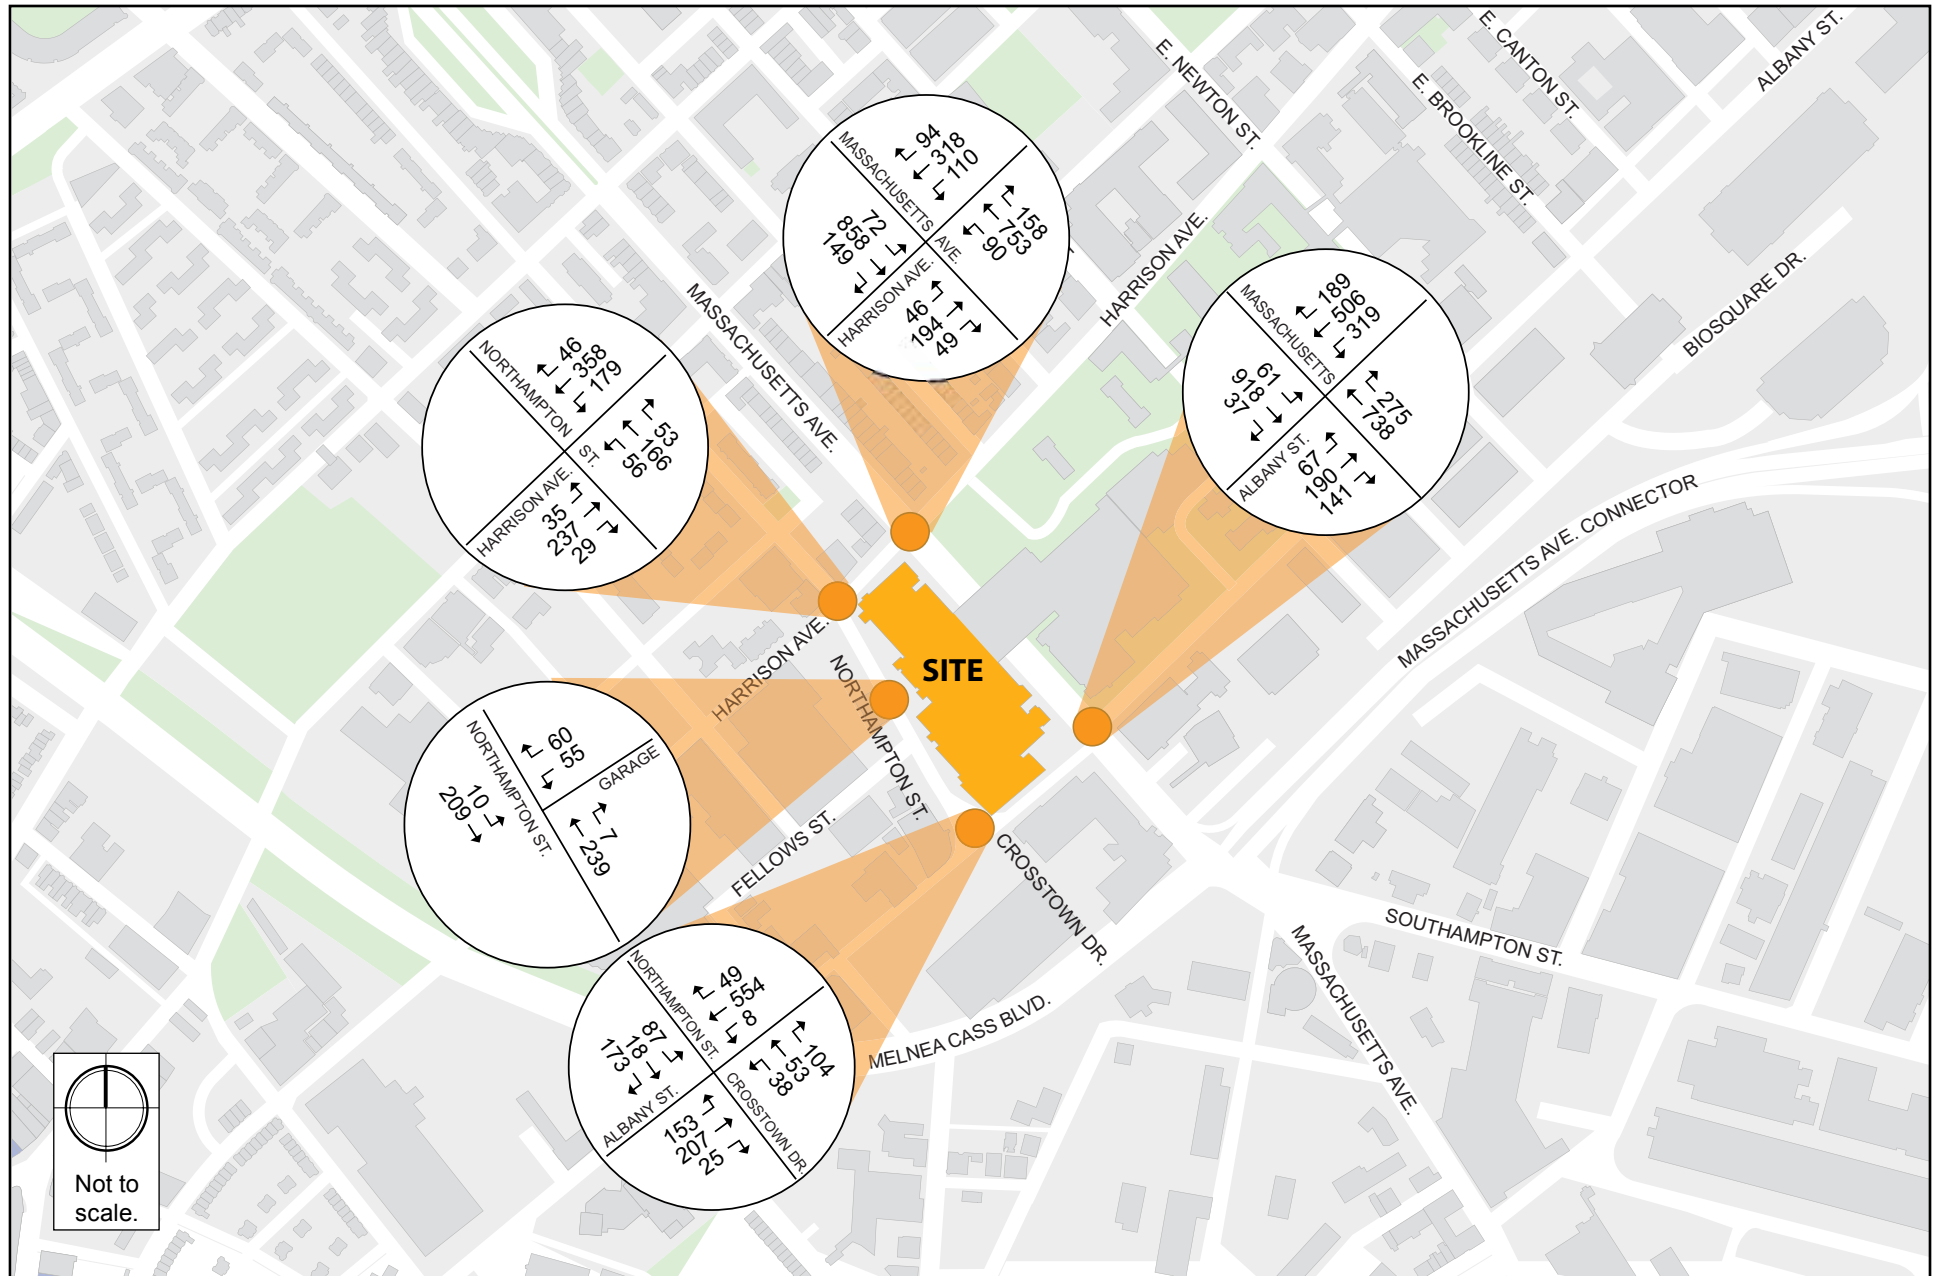 E. NEWTON ST.
E. CANTON ST.
E. BROOKLINE ST.
ALBANY ST.
HARRISON AVE.
BIOSQUARE DR.
MASSACHUSETTS AVE.
MASSACHUSETTS AVE. CONNECTOR
MASSACHUSETTS AVE.
94
318
110
158
753
90
72
858
149
HARRISON AVE.
46
194
49
MASSACHUSETTS
189
506
319
275
738
61
918
37
ALBANY ST.
67
190
141
NORTHAMPTON ST.
46
358
179
53
166
56
HARRISON AVE.
35
237
29
SITE
HARRISON AVE.
NORTHAMPTON ST.
NORTHAMPTON ST.
60
55
GARAGE
7
239
10
209
FELLOWS ST.
CROSSTOWN DR.
NORTHAMPTON ST.
49
554
8
104
53
38
87
18
173
ALBANY ST.
CROSSTOWN DR.
153
207
25
MELNEA CASS BLVD.
SOUTHAMPTON ST.
MASSACHUSETTS AVE.
Not to
scale.